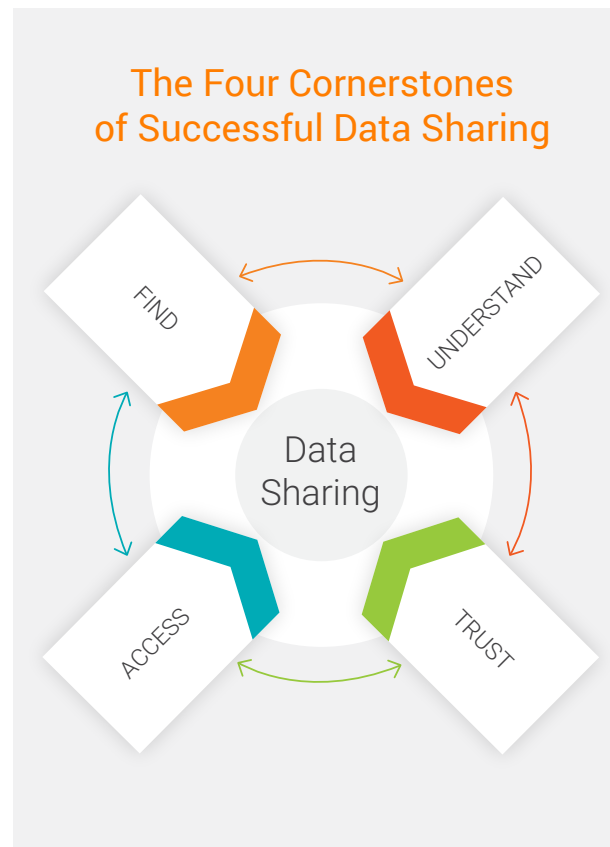 The Four Cornerstones
of Successful Data Sharing
FIND
UNDERSTAND
Data
Sharing
ACCESS
TRUST